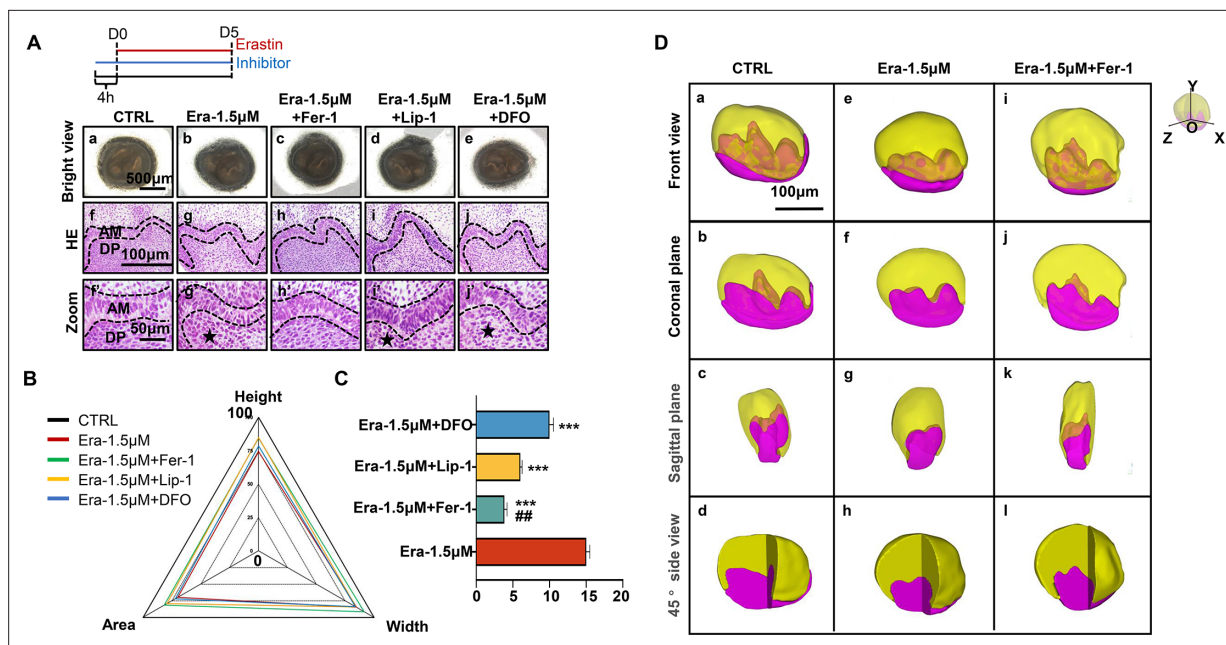 A
D0
D5
Erastin
Inhibitor
4h
CTRL
Era-1.5μM
Era-1.5μM
+Fer-1
Era-1.5μM
+Lip-1
Era-1.5μM
+DFO
Bright view
a
b
c
d
e
500μm
HE
f
g
h
i
j
AM
DP
100μm
Zoom
f'
g'
h'
i'
j'
AM
DP
50μm
★
★
★
B
CTRL
Era-1.5μM
Era-1.5μM+Fer-1
Era-1.5μM+Lip-1
Era-1.5μM+DFO
Height
100
75
50
25
0
0
Area
Width
C
Era-1.5μM+DFO
***
Era-1.5μM+Lip-1
***
Era-1.5μM+Fer-1
***
##
Era-1.5μM
0 5 10 15 20
D
CTRL
Era-1.5μM
Era-1.5μM+Fer-1
Y
O
Z
X
Front view
a
e
i
100μm
Coronal plane
b
f
j
Sagittal plane
c
g
k
45° side view
d
h
l